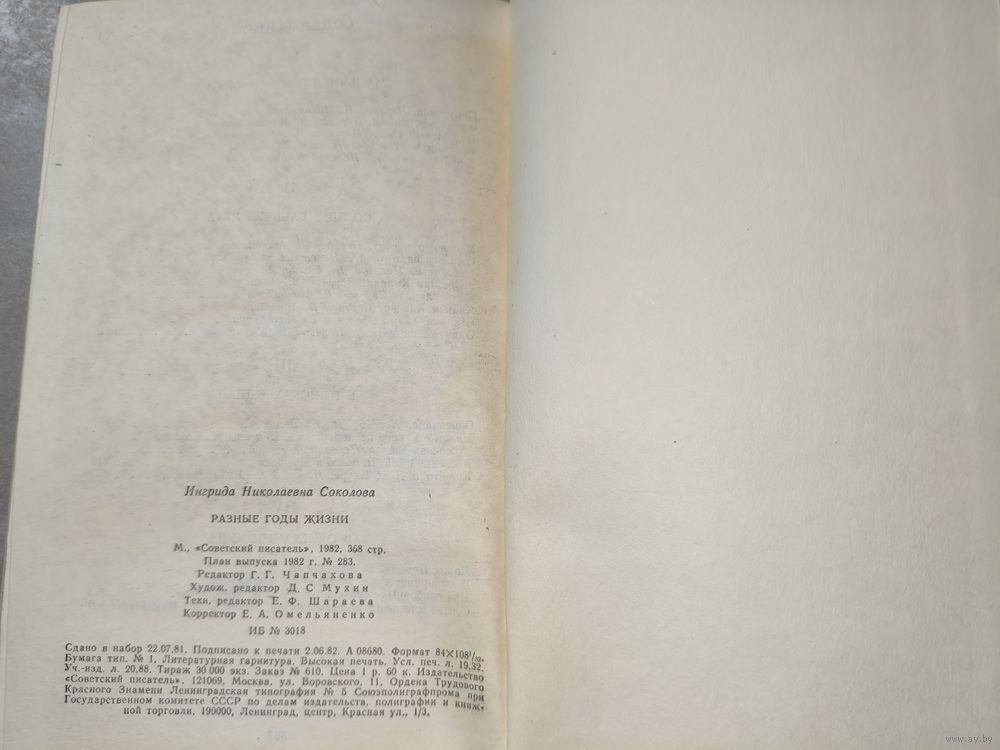 Ингрида Николаевна Соколова
РАЗНЫЕ ГОДЫ ЖИЗНИ
М., «Советский писатель», 1982, 368 стр.
План выпуска 1982 г. № 283.
Редактор Г. Г. Чапчахова
Худож. редактор Д. С Мухин
Техн. редактор Е. Ф. Шараева
Корректор Е. А. Омельяненко
ИБ № 3018
Сдано в набор 22.07.81. Подписано к печати 2.06.82. А 08680. Формат 84×108¹/₃₂.
Бумага тип. № 1. Литературная гарнитура. Высокая печать. Усл. печ. л. 19,32.
Уч.-изд. л. 20,88. Тираж 30 000 экз. Заказ № 610. Цена 1 р. 60 к. Издательство
«Советский писатель». 121069, Москва, ул. Воровского, 11. Ордена Трудового
Красного Знамени Ленинградская типография № 5 Союзполиграфпрома при
Государственном комитете СССР по делам издательств, полиграфии и книж-
ной торговли. 190000, Ленинград, центр, Красная ул., 1/3.
www.ay.by